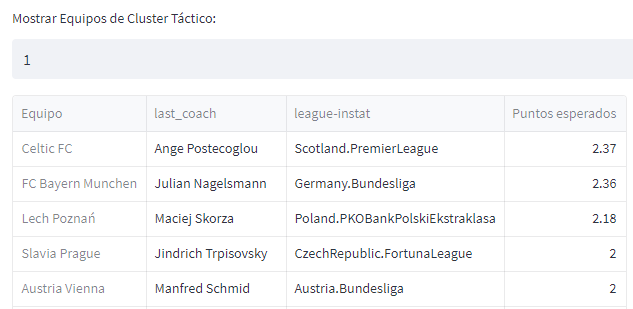 Mostrar Equipos de Cluster Táctico:
1
Equipo last_coach league-instat Puntos esperados
Celtic FC Ange Postecoglou Scotland.PremierLeague 2.37
FC Bayern Munchen Julian Nagelsmann Germany.Bundesliga 2.36
Lech Poznań Maciej Skorza Poland.PKOBankPolskiEkstraklasa 2.18
Slavia Prague Jindrich Trpisovsky CzechRepublic.FortunaLeague 2
Austria Vienna Manfred Schmid Austria.Bundesliga 2